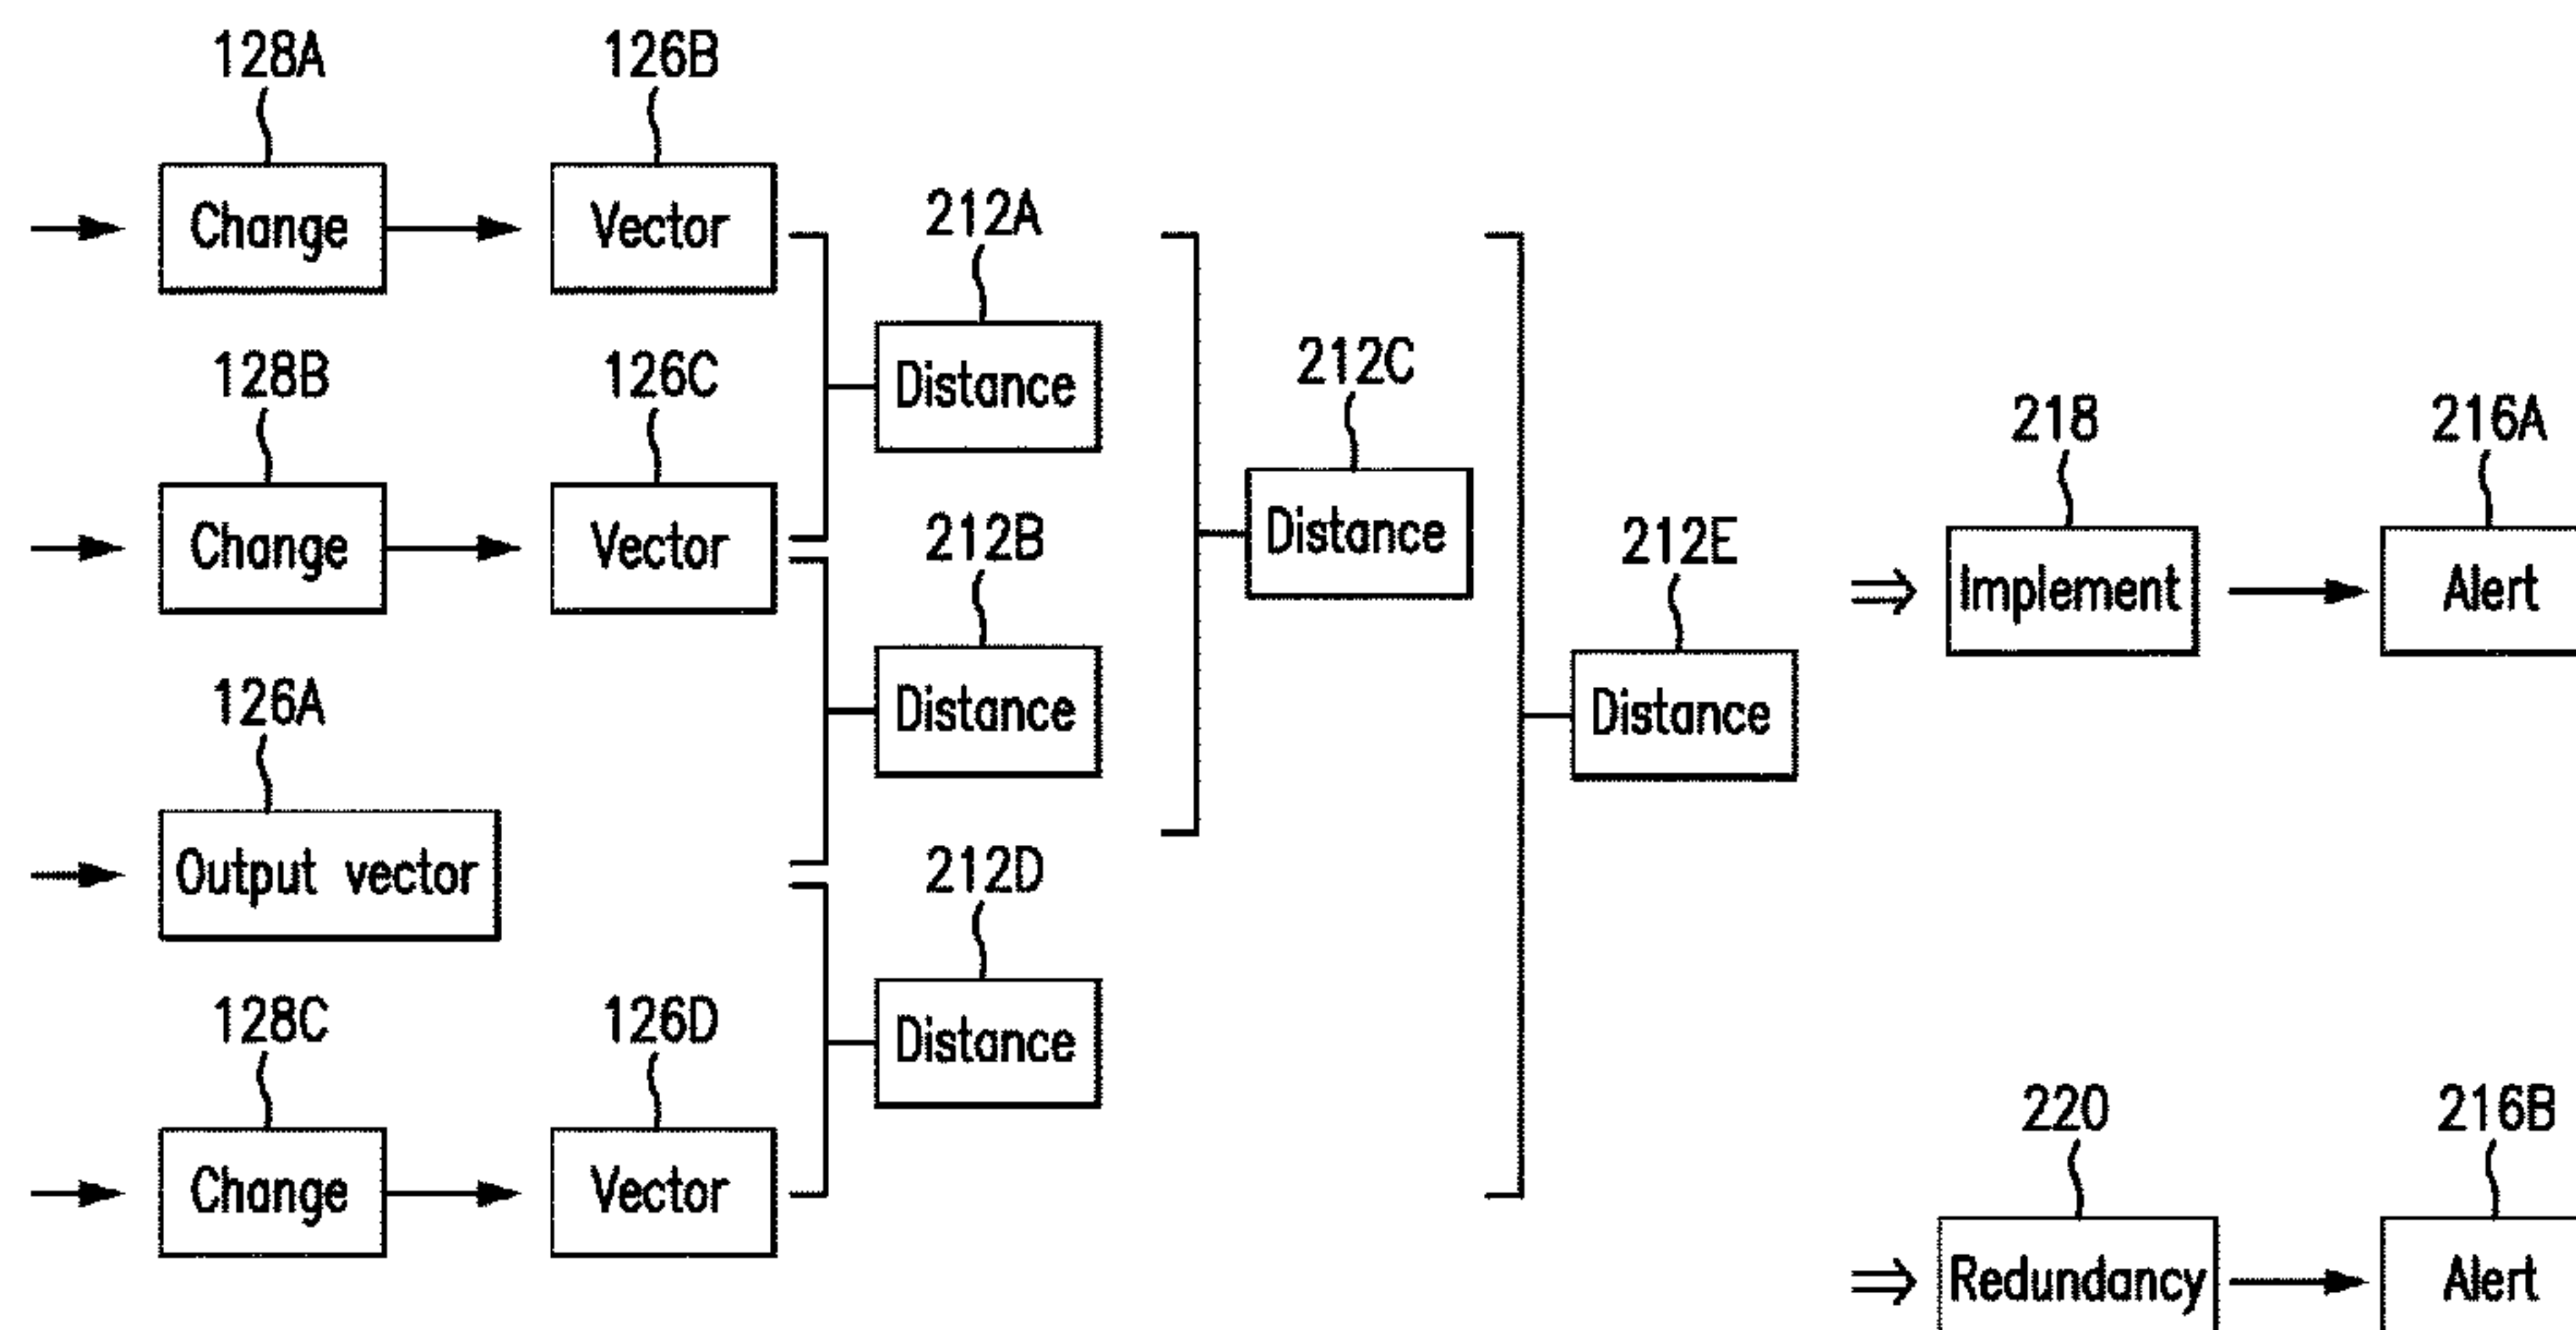 128A
126B
Change
Vector
212A
Distance
128B
126C
Change
Vector
212B
Distance
212C
Distance
212E
Distance
218
Implement
216A
Alert
126A
Output vector
212D
Distance
128C
126D
Change
Vector
220
Redundancy
216B
Alert